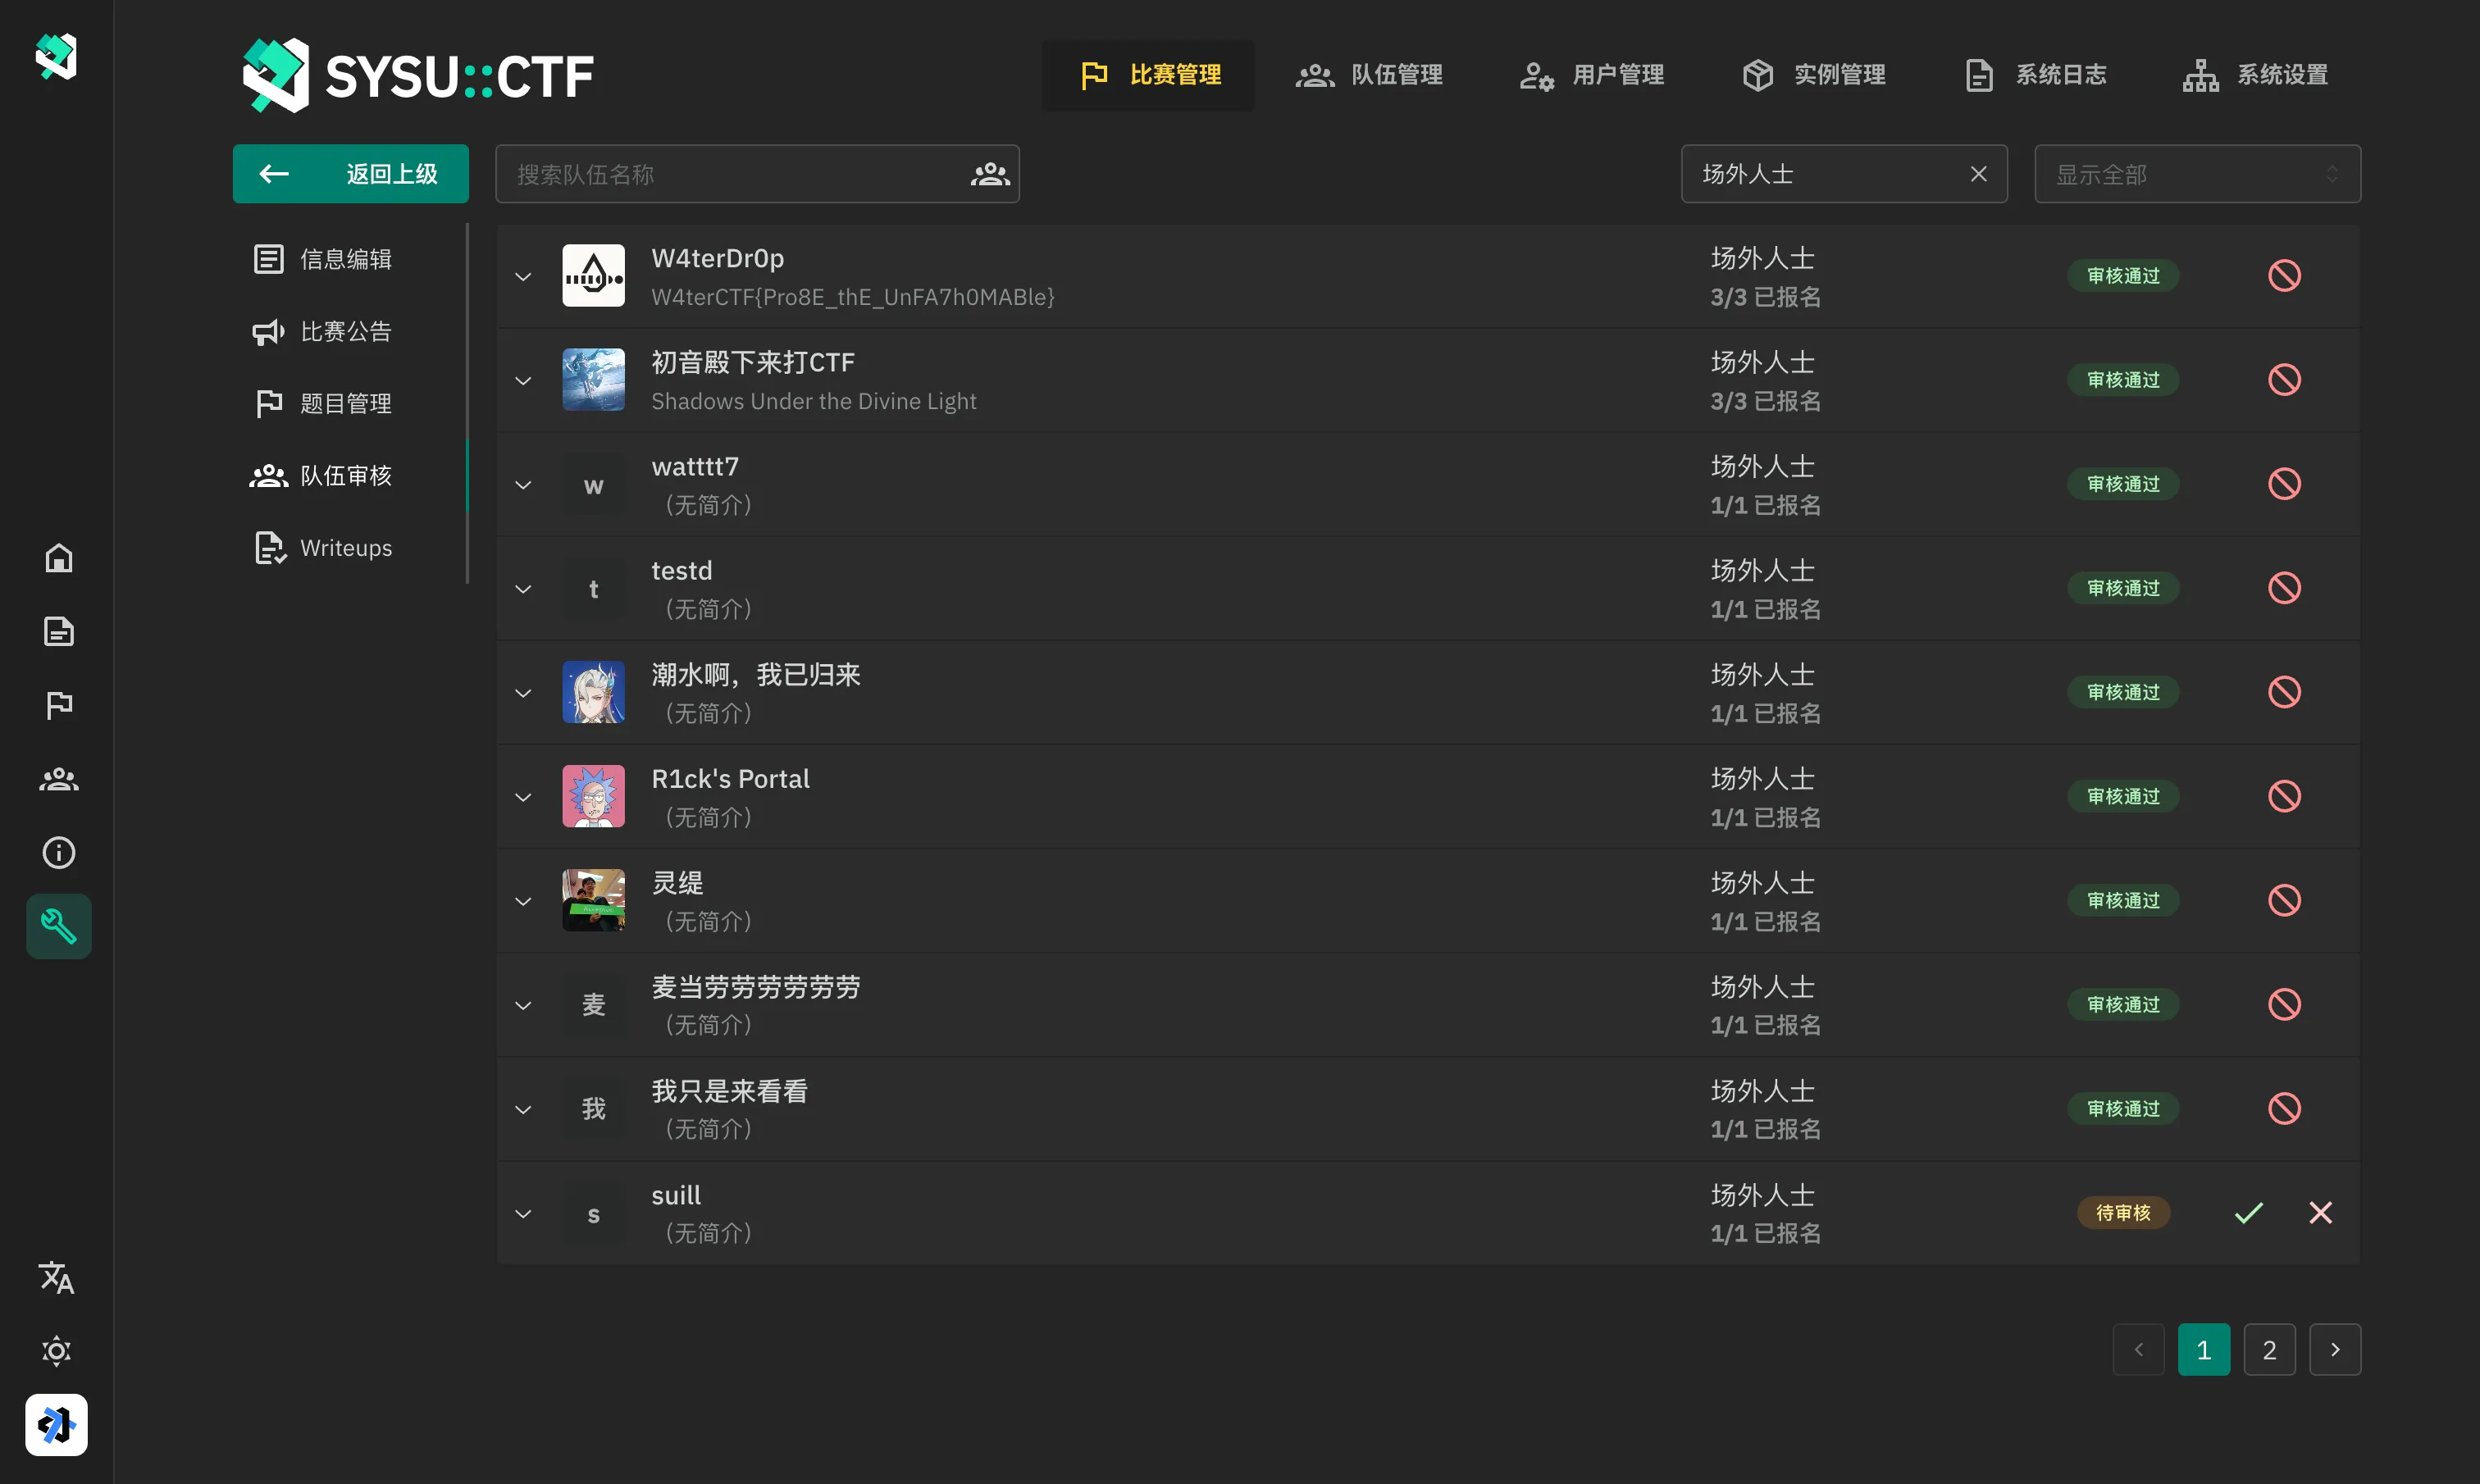 SYSU::CTF
比赛管理
队伍管理
用户管理
实例管理
系统日志
系统设置
返回上级
搜索队伍名称
场外人士
显示全部
信息编辑
比赛公告
题目管理
队伍审核
Writeups
W4terDr0p
W4terCTF{Pro8E_thE_UnFA7h0MABle}
场外人士
3/3 已报名
审核通过
初音殿下来打CTF
Shadows Under the Divine Light
场外人士
3/3 已报名
审核通过
w
watttt7
（无简介）
场外人士
1/1 已报名
审核通过
t
testd
（无简介）
场外人士
1/1 已报名
审核通过
潮水啊，我已归来
（无简介）
场外人士
1/1 已报名
审核通过
R1ck's Portal
（无简介）
场外人士
1/1 已报名
审核通过
灵缇
（无简介）
场外人士
1/1 已报名
审核通过
麦
麦当劳劳劳劳劳劳
（无简介）
场外人士
1/1 已报名
审核通过
我
我只是来看看
（无简介）
场外人士
1/1 已报名
审核通过
s
suill
（无简介）
场外人士
1/1 已报名
待审核
1
2